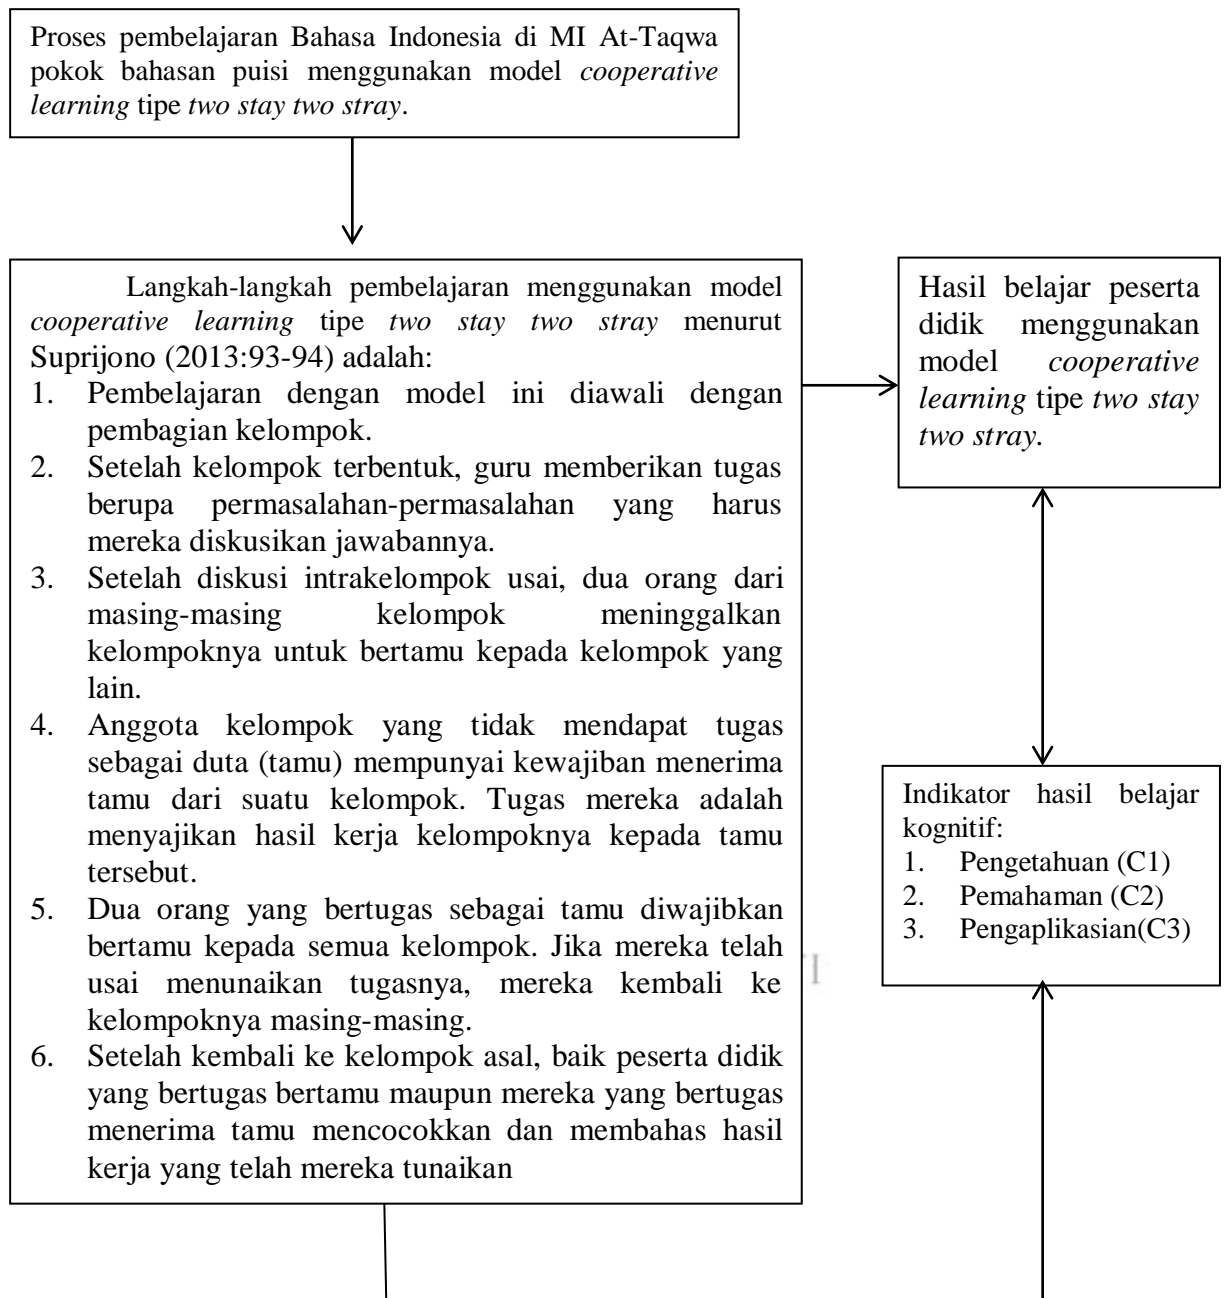 Proses pembelajaran Bahasa Indonesia di MI At-Taqwa
pokok bahasan puisi menggunakan model cooperative
learning tipe two stay two stray.
Langkah-langkah pembelajaran menggunakan model
cooperative learning tipe two stay two stray menurut
Suprijono (2013:93-94) adalah:
1. Pembelajaran dengan model ini diawali dengan
pembagian kelompok.
2. Setelah kelompok terbentuk, guru memberikan tugas
berupa permasalahan-permasalahan yang harus
mereka diskusikan jawabannya.
3. Setelah diskusi intrakelompok usai, dua orang dari
masing-masing kelompok meninggalkan
kelompoknya untuk bertamu kepada kelompok yang
lain.
4. Anggota kelompok yang tidak mendapat tugas
sebagai duta (tamu) mempunyai kewajiban menerima
tamu dari suatu kelompok. Tugas mereka adalah
menyajikan hasil kerja kelompoknya kepada tamu
tersebut.
5. Dua orang yang bertugas sebagai tamu diwajibkan
bertamu kepada semua kelompok. Jika mereka telah
usai menunaikan tugasnya, mereka kembali ke
kelompoknya masing-masing.
6. Setelah kembali ke kelompok asal, baik peserta didik
yang bertugas bertamu maupun mereka yang bertugas
menerima tamu mencocokkan dan membahas hasil
kerja yang telah mereka tunaikan
Hasil belajar peserta
didik menggunakan
model cooperative
learning tipe two stay
two stray.
Indikator hasil belajar
kognitif:
1. Pengetahuan (C1)
2. Pemahaman (C2)
3. Pengaplikasian(C3)